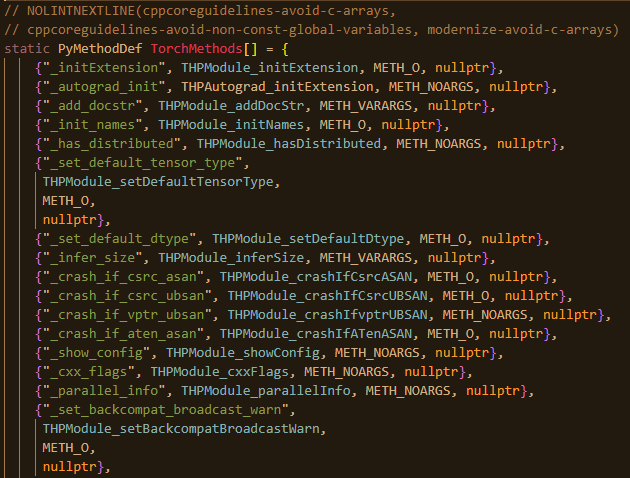 // NOLINTNEXTLINE(cppcoreguidelines-avoid-c-arrays,
// cppcoreguidelines-avoid-non-const-global-variables, modernize-avoid-c-arrays)
static PyMethodDef TorchMethods[] = {
{"_initExtension", THPModule_initExtension, METH_O, nullptr},
{"_autograd_init", THPAutograd_initExtension, METH_NOARGS, nullptr},
{"_add_docstr", THPModule_addDocStr, METH_VARARGS, nullptr},
{"_init_names", THPModule_initNames, METH_O, nullptr},
{"_has_distributed", THPModule_hasDistributed, METH_NOARGS, nullptr},
{"_set_default_tensor_type",
THPModule_setDefaultTensorType,
METH_O,
nullptr},
{"_set_default_dtype", THPModule_setDefaultDtype, METH_O, nullptr},
{"_infer_size", THPModule_inferSize, METH_VARARGS, nullptr},
{"_crash_if_csrc_asan", THPModule_crashIfCsrcASAN, METH_O, nullptr},
{"_crash_if_csrc_ubsan", THPModule_crashIfCsrcUBSAN, METH_O, nullptr},
{"_crash_if_vptr_ubsan", THPModule_crashIfvptrUBSAN, METH_NOARGS, nullptr},
{"_crash_if_aten_asan", THPModule_crashIfATenASAN, METH_O, nullptr},
{"_show_config", THPModule_showConfig, METH_NOARGS, nullptr},
{"_cxx_flags", THPModule_cxxFlags, METH_NOARGS, nullptr},
{"_parallel_info", THPModule_parallelInfo, METH_NOARGS, nullptr},
{"_set_backcompat_broadcast_warn",
THPModule_setBackcompatBroadcastWarn,
METH_O,
nullptr},